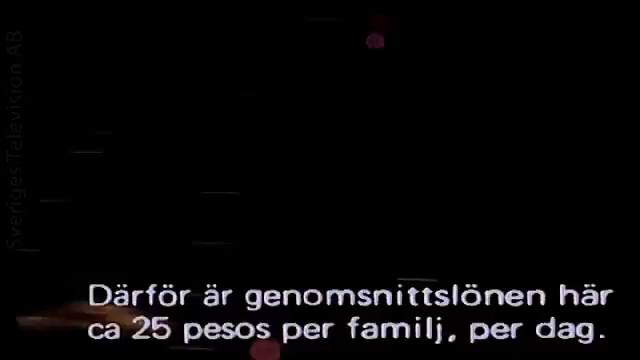 Sveriges Television AB
Därför är genomsnittslönen här
ca 25 pesos per familj, per dag.